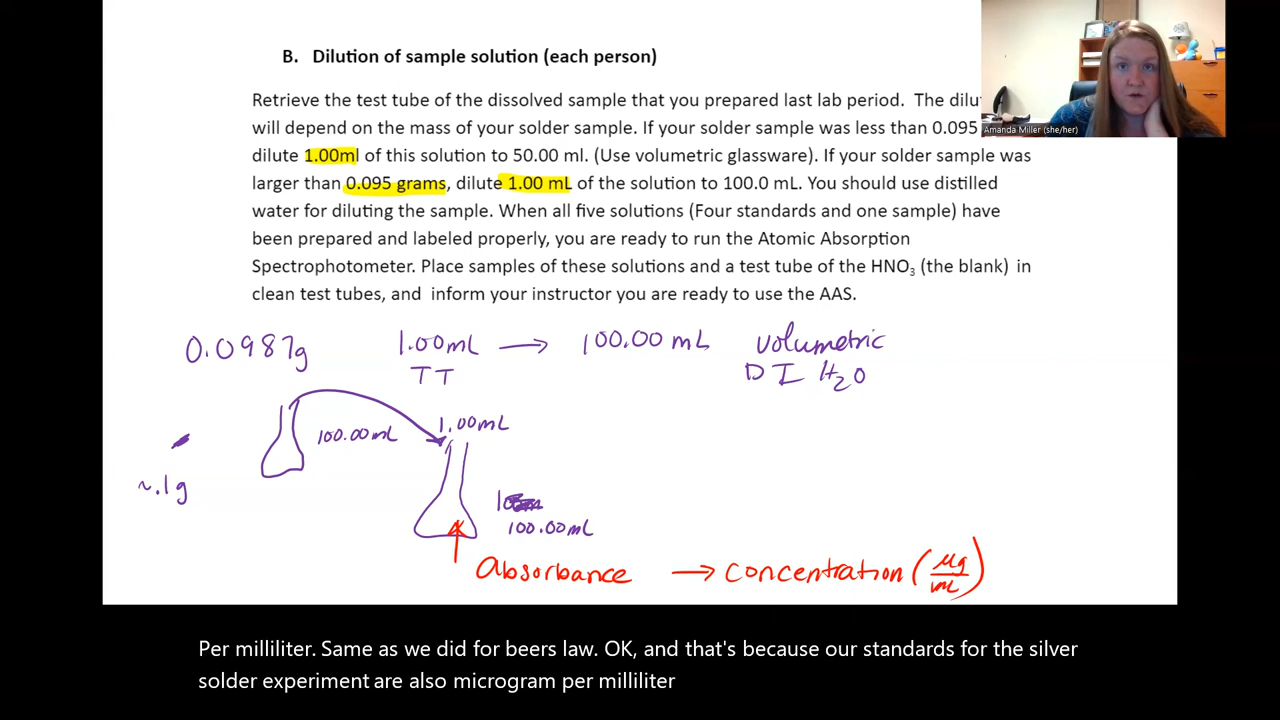 B. Dilution of sample solution (each person)
Retrieve the test tube of the dissolved sample that you prepared last lab period. The dilu
will depend on the mass of your solder sample. If your solder sample was less than 0.095
dilute 1.00ml of this solution to 50.00 ml. (Use volumetric glassware). If your solder sample was
larger than 0.095 grams, dilute 1.00 mL of the solution to 100.0 mL. You should use distilled
water for diluting the sample. When all five solutions (Four standards and one sample) have
been prepared and labeled properly, you are ready to run the Atomic Absorption
Spectrophotometer. Place samples of these solutions and a test tube of the HNO₃ (the blank) in
clean test tubes, and inform your instructor you are ready to use the AAS.
Amanda Miller (she/her)
0.0987g 1.00mL → 100.00 mL volumetric
TT DI H₂O
100.00mL 1.00mL
~.1g
100.00mL
Absorbance → concentration (μg/mL)
Per milliliter. Same as we did for beers law. OK, and that's because our standards for the silver
solder experiment are also microgram per milliliter